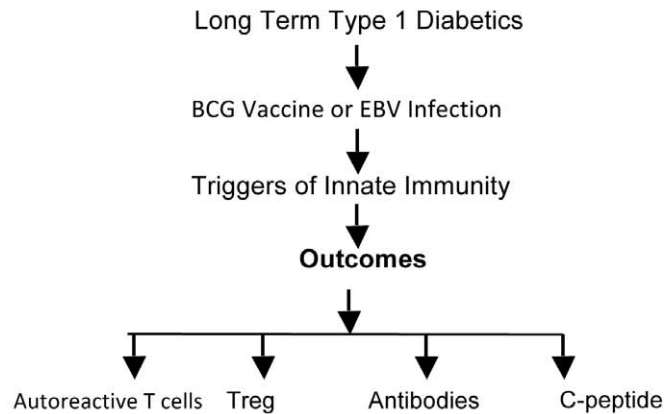 Long Term Type 1 Diabetics
BCG Vaccine or EBV Infection
Triggers of Innate Immunity
Outcomes
Autoreactive T cells Treg Antibodies C-peptide